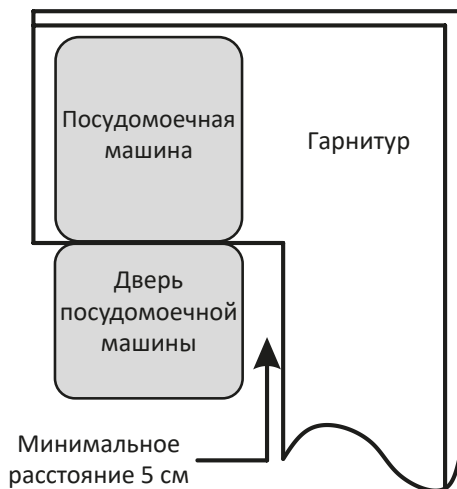 Посудомоечная
машина
Гарнитур
Дверь
посудомоечной
машины
Минимальное
расстояние 5 см